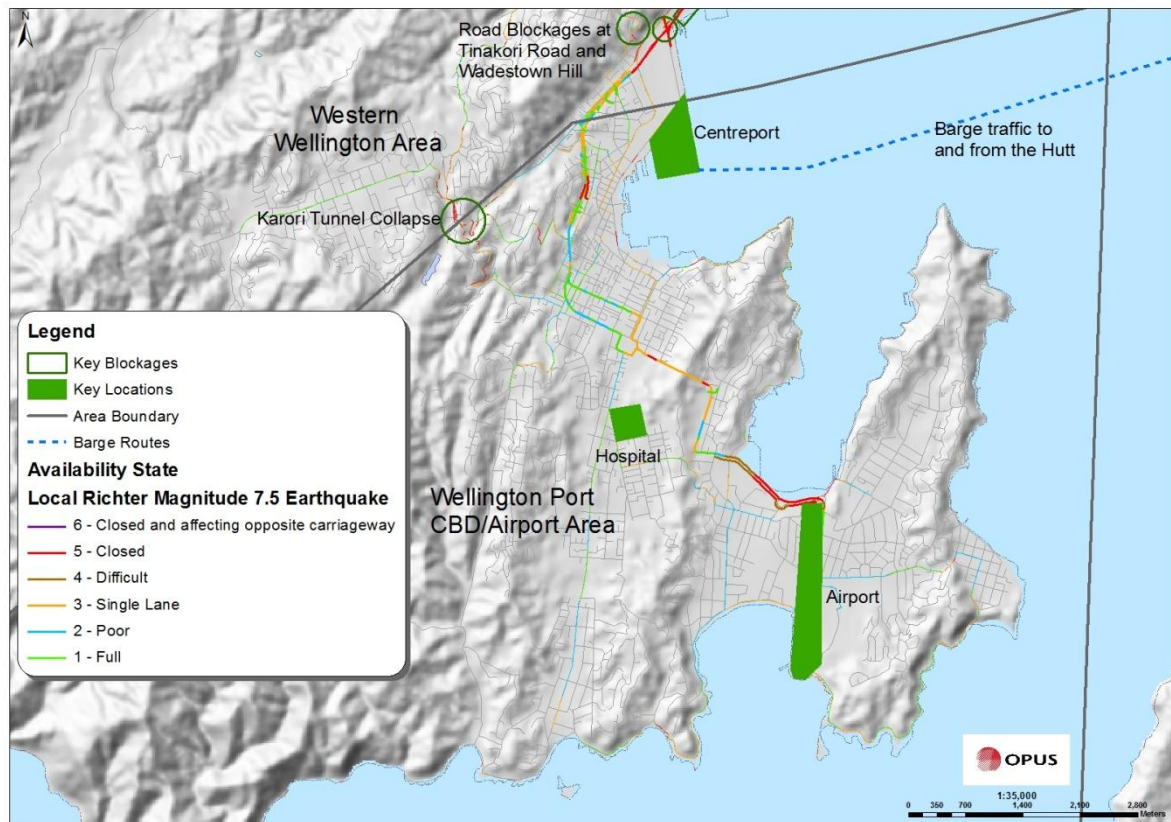 N
Road Blockages at
Tinakori Road and
Wadestown Hill
Western
Wellington Area
Centreport
Barge traffic to
and from the Hutt
Karori Tunnel Collapse
Legend
Key Blockages
Key Locations
Area Boundary
Barge Routes
Availability State
Local Richter Magnitude 7.5 Earthquake
6 - Closed and affecting opposite carriageway
5 - Closed
4 - Difficult
3 - Single Lane
2 - Poor
1 - Full
Hospital
Wellington Port
CBD/Airport Area
Airport
OPUS
1:35,000
0 350 700 1,400 2,100 2,800
Meters